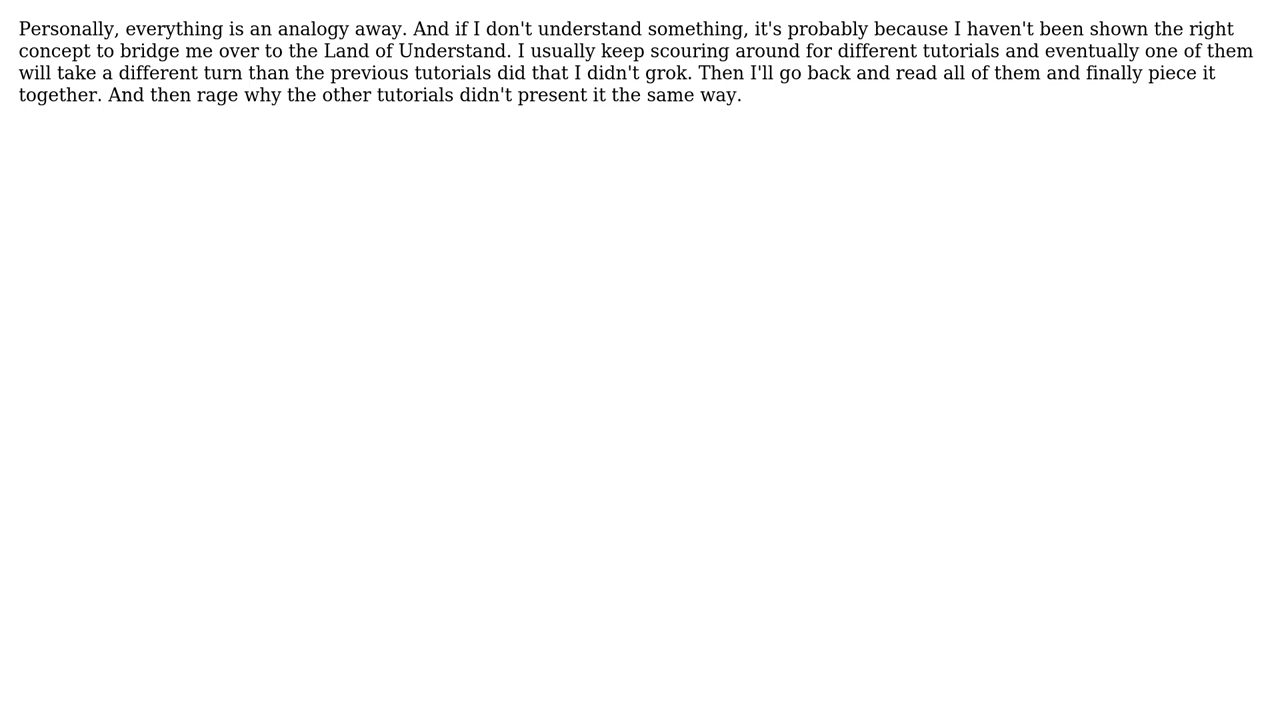 Personally, everything is an analogy away. And if I don't understand something, it's probably because I haven't been shown the right
concept to bridge me over to the Land of Understand. I usually keep scouring around for different tutorials and eventually one of them
will take a different turn than the previous tutorials did that I didn't grok. Then I'll go back and read all of them and finally piece it
together. And then rage why the other tutorials didn't present it the same way.